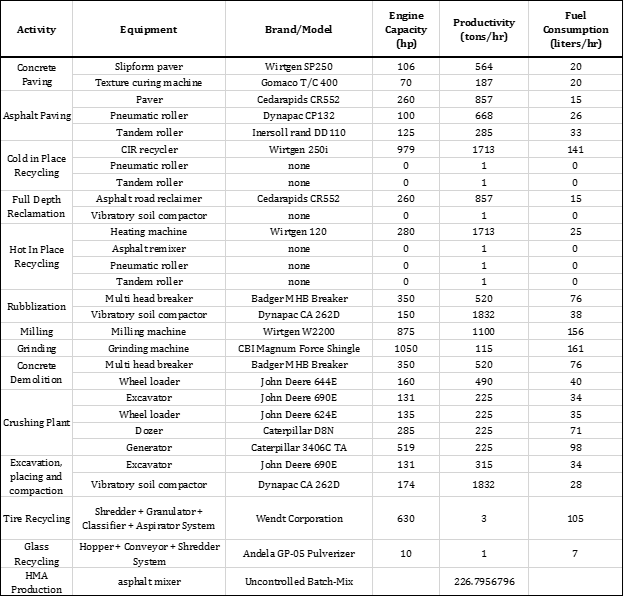 Activity Equipment Brand/Model Engine Capacity (hp) Productivity (tons/hr) Fuel Consumption (liters/hr)
Concrete Paving Slipform paver Wirtgen SP250 106 564 20
Texture curing machine Gomaco T/C 400 70 187 20
Asphalt Paving Paver Cedarapids CR552 260 857 15
Pneumatic roller Dynapac CP132 100 668 26
Tandem roller Inersoll rand DD110 125 285 33
Cold in Place Recycling CIR recycler Wirtgen 250i 979 1713 141
Pneumatic roller none 0 1 0
Tandem roller none 0 1 0
Full Depth Reclamation Asphalt road reclaimer Cedarapids CR552 260 857 15
Vibratory soil compactor none 0 1 0
Hot In Place Recycling Heating machine Wirtgen 120 280 1713 25
Asphalt remixer none 0 1 0
Pneumatic roller none 0 1 0
Tandem roller none 0 1 0
Rubblization Multi head breaker Badger MHB Breaker 350 520 76
Vibratory soil compactor Dynapac CA 262D 150 1832 38
Milling Milling machine Wirtgen W2200 875 1100 156
Grinding Grinding machine CBI Magnum Force Shingle 1050 115 161
Concrete Demolition Multi head breaker Badger MHB Breaker 350 520 76
Wheel loader John Deere 644E 160 490 40
Crushing Plant Excavator John Deere 690E 131 225 34
Wheel loader John Deere 624E 135 225 35
Dozer Caterpillar D8N 285 225 71
Generator Caterpillar 3406C TA 519 225 98
Excavation, placing and compaction Excavator John Deere 690E 131 315 34
Vibratory soil compactor Dynapac CA 262D 174 1832 28
Tire Recycling Shredder + Granulator + Classifier + Aspirator System Wendt Corporation 630 3 105
Glass Recycling Hopper + Conveyor + Shredder System Andela GP-05 Pulverizer 10 1 7
HMA Production asphalt mixer Uncontrolled Batch-Mix 226.7956796